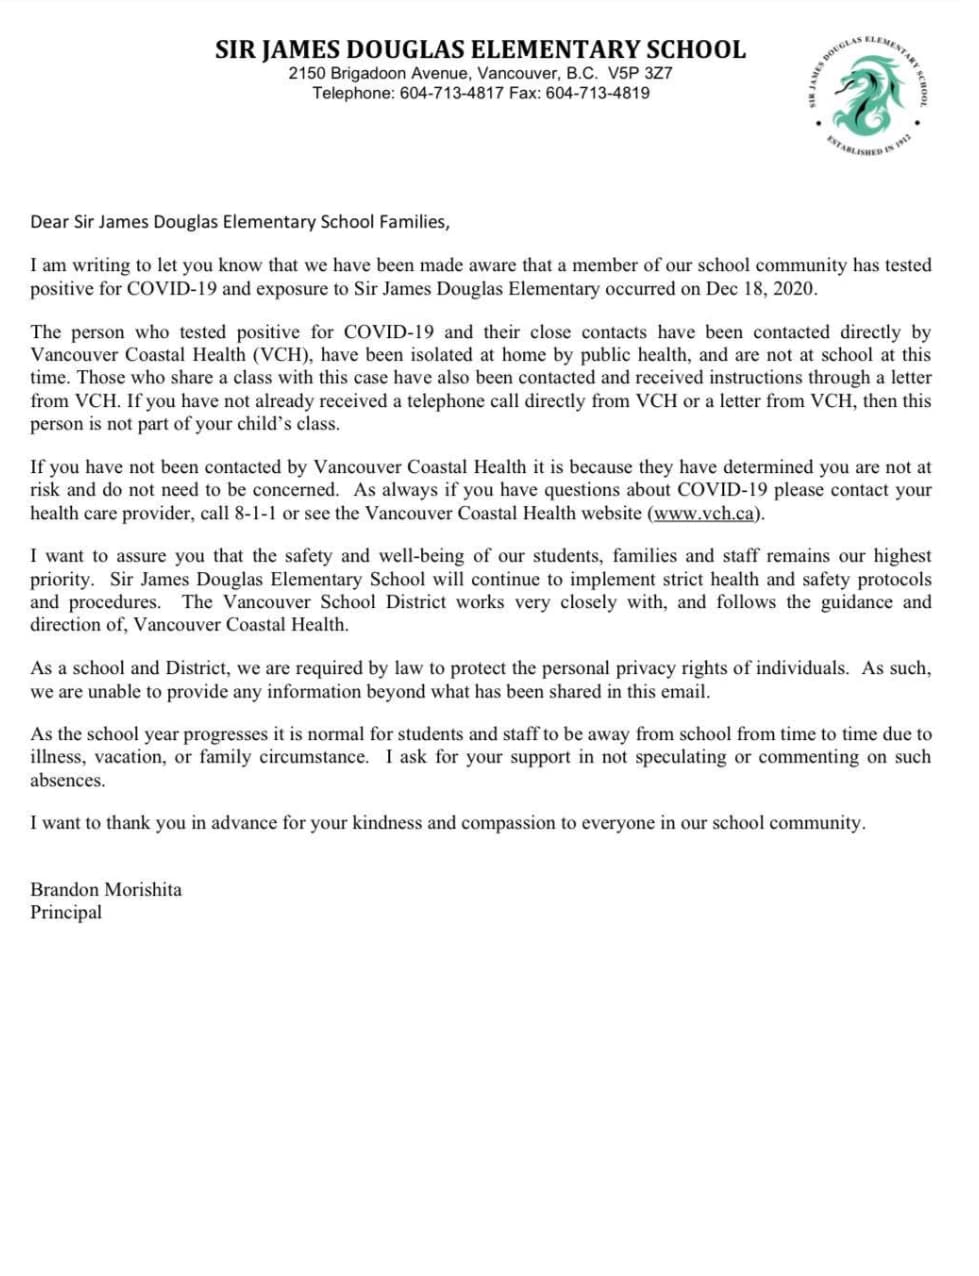 SIR JAMES DOUGLAS ELEMENTARY SCHOOL
2150 Brigadoon Avenue, Vancouver, B.C. V5P 3Z7
Telephone: 604-713-4817 Fax: 604-713-4819
SIR JAMES DOUGLAS ELEMENTARY SCHOOL
• ESTABLISHED IN 1912 •
Dear Sir James Douglas Elementary School Families,
I am writing to let you know that we have been made aware that a member of our school community has tested
positive for COVID-19 and exposure to Sir James Douglas Elementary occurred on Dec 18, 2020.
The person who tested positive for COVID-19 and their close contacts have been contacted directly by
Vancouver Coastal Health (VCH), have been isolated at home by public health, and are not at school at this
time. Those who share a class with this case have also been contacted and received instructions through a letter
from VCH. If you have not already received a telephone call directly from VCH or a letter from VCH, then this
person is not part of your child's class.
If you have not been contacted by Vancouver Coastal Health it is because they have determined you are not at
risk and do not need to be concerned. As always if you have questions about COVID-19 please contact your
health care provider, call 8-1-1 or see the Vancouver Coastal Health website (www.vch.ca).
I want to assure you that the safety and well-being of our students, families and staff remains our highest
priority. Sir James Douglas Elementary School will continue to implement strict health and safety protocols
and procedures. The Vancouver School District works very closely with, and follows the guidance and
direction of, Vancouver Coastal Health.
As a school and District, we are required by law to protect the personal privacy rights of individuals. As such,
we are unable to provide any information beyond what has been shared in this email.
As the school year progresses it is normal for students and staff to be away from school from time to time due to
illness, vacation, or family circumstance. I ask for your support in not speculating or commenting on such
absences.
I want to thank you in advance for your kindness and compassion to everyone in our school community.
Brandon Morishita
Principal